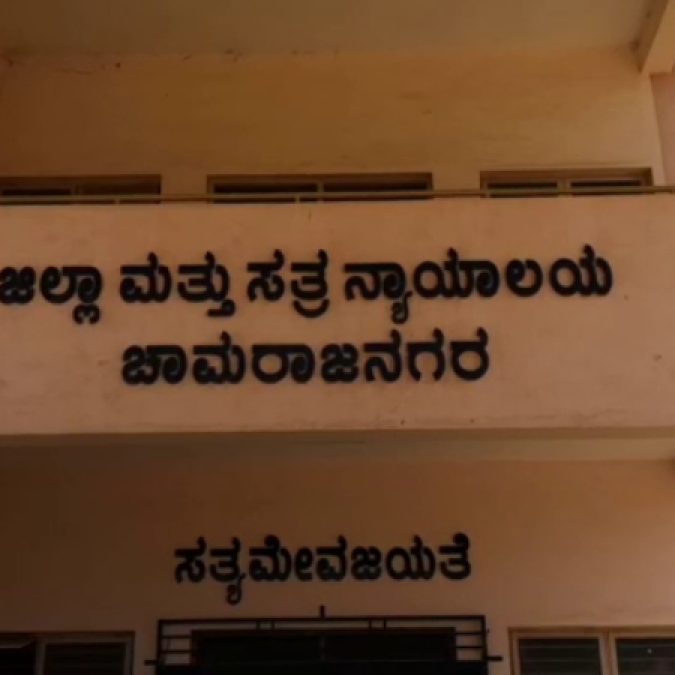 ಜಿಲ್ಲಾ ಮತ್ತು ಸತ್ರ ನ್ಯಾಯಾಲಯ
ಚಾಮರಾಜನಗರ
ಸತ್ಯಮೇವಜಯತೆ